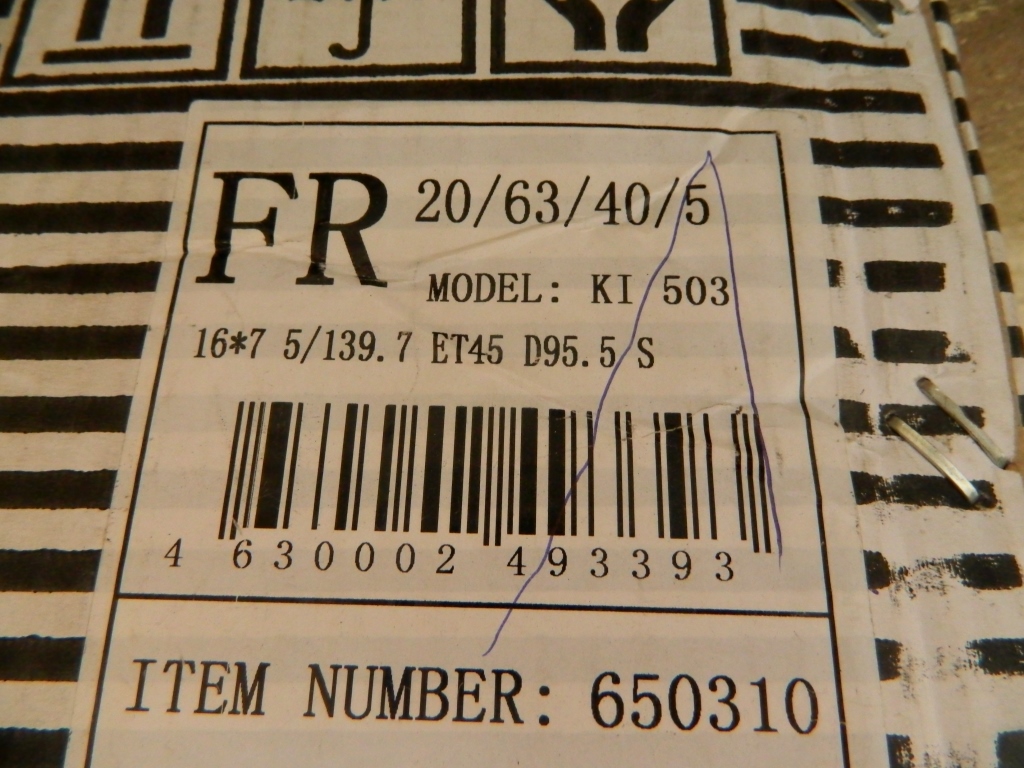 FR 20/63/40/5
MODEL: KI 503
16*7 5/139.7 ET45 D95.5 S
4 630002 493393
ITEM NUMBER: 650310